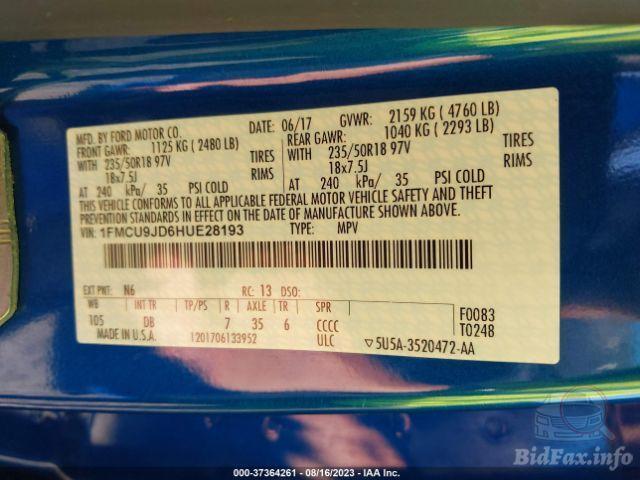 MFD. BY FORD MOTOR CO.
DATE: 06/17 GVWR: 2159 KG ( 4760 LB)
FRONT GAWR: 1125 KG ( 2480 LB) REAR GAWR: 1040 KG ( 2293 LB)
WITH 235/50R18 97V TIRES WITH 235/50R18 97V TIRES
18x7.5J RIMS 18x7.5J RIMS
AT 240 kPa/ 35 PSI COLD AT 240 kPa/ 35 PSI COLD
THIS VEHICLE CONFORMS TO ALL APPLICABLE FEDERAL MOTOR VEHICLE SAFETY AND THEFT
PREVENTION STANDARDS IN EFFECT ON THE DATE OF MANUFACTURE SHOWN ABOVE.
VIN: 1FMCU9JD6HUE28193 TYPE: MPV
EXT PNT: N6 RC: 13 DSO:
WB INT TR TP/PS R AXLE TR SPR
105 DB 7 35 6 CCCC
F0083
T0248
MADE IN U.S.A. 1201706133952 ULC ▽5U5A-3520472-AA
BidFax.info
000-37364261 - 08/16/2023 - IAA Inc.